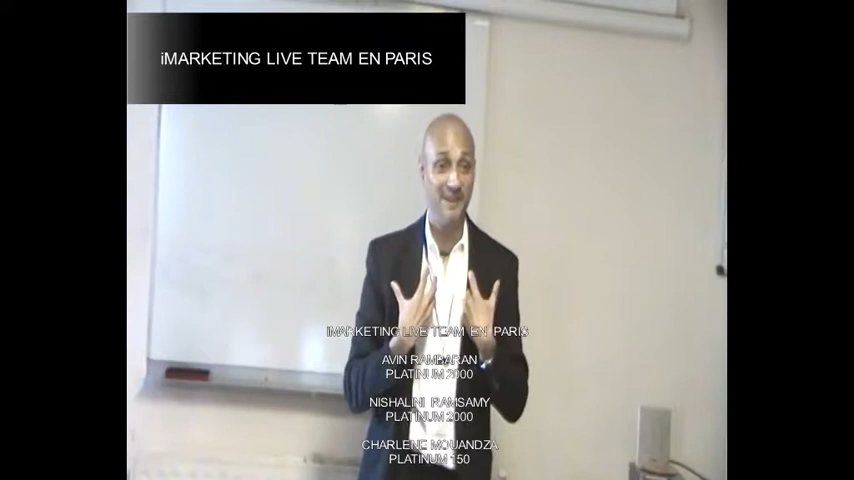 iMARKETING LIVE TEAM EN PARIS
IMARKETING LIVE TEAM EN PARIS
AVIN RAMBARAN
PLATINUM 2000
NISHALINI RAMSAMY
PLATINUM 2000
CHARLENE MOUANDZA
PLATINUM 150